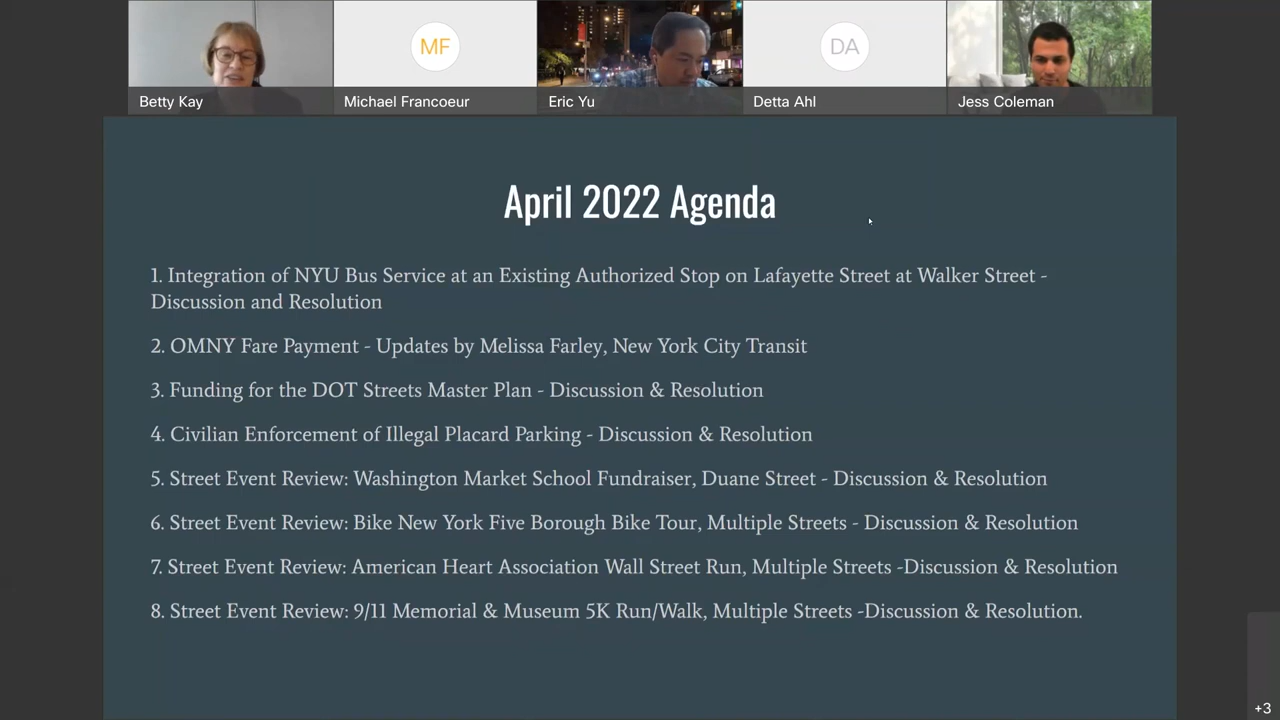 MF
DA
Betty Kay
Michael Francoeur
Eric Yu
Detta Ahl
Jess Coleman
April 2022 Agenda
1. Integration of NYU Bus Service at an Existing Authorized Stop on Lafayette Street at Walker Street -
Discussion and Resolution
2. OMNY Fare Payment - Updates by Melissa Farley, New York City Transit
3. Funding for the DOT Streets Master Plan - Discussion & Resolution
4. Civilian Enforcement of Illegal Placard Parking - Discussion & Resolution
5. Street Event Review: Washington Market School Fundraiser, Duane Street - Discussion & Resolution
6. Street Event Review: Bike New York Five Borough Bike Tour, Multiple Streets - Discussion & Resolution
7. Street Event Review: American Heart Association Wall Street Run, Multiple Streets -Discussion & Resolution
8. Street Event Review: 9/11 Memorial & Museum 5K Run/Walk, Multiple Streets -Discussion & Resolution.
+3